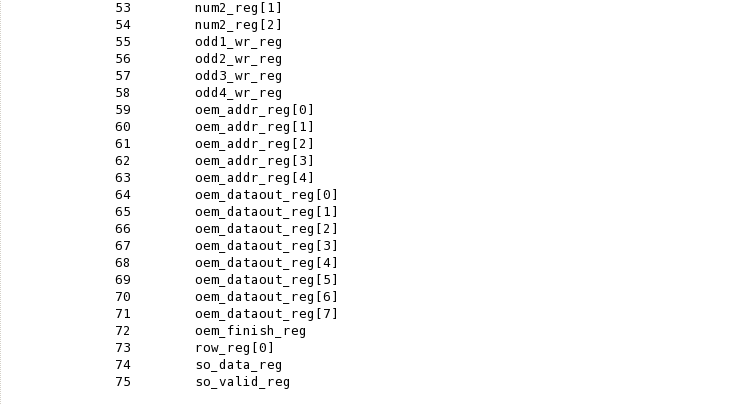 53 num2_reg[1]
54 num2_reg[2]
55 odd1_wr_reg
56 odd2_wr_reg
57 odd3_wr_reg
58 odd4_wr_reg
59 oem_addr_reg[0]
60 oem_addr_reg[1]
61 oem_addr_reg[2]
62 oem_addr_reg[3]
63 oem_addr_reg[4]
64 oem_dataout_reg[0]
65 oem_dataout_reg[1]
66 oem_dataout_reg[2]
67 oem_dataout_reg[3]
68 oem_dataout_reg[4]
69 oem_dataout_reg[5]
70 oem_dataout_reg[6]
71 oem_dataout_reg[7]
72 oem_finish_reg
73 row_reg[0]
74 so_data_reg
75 so_valid_reg